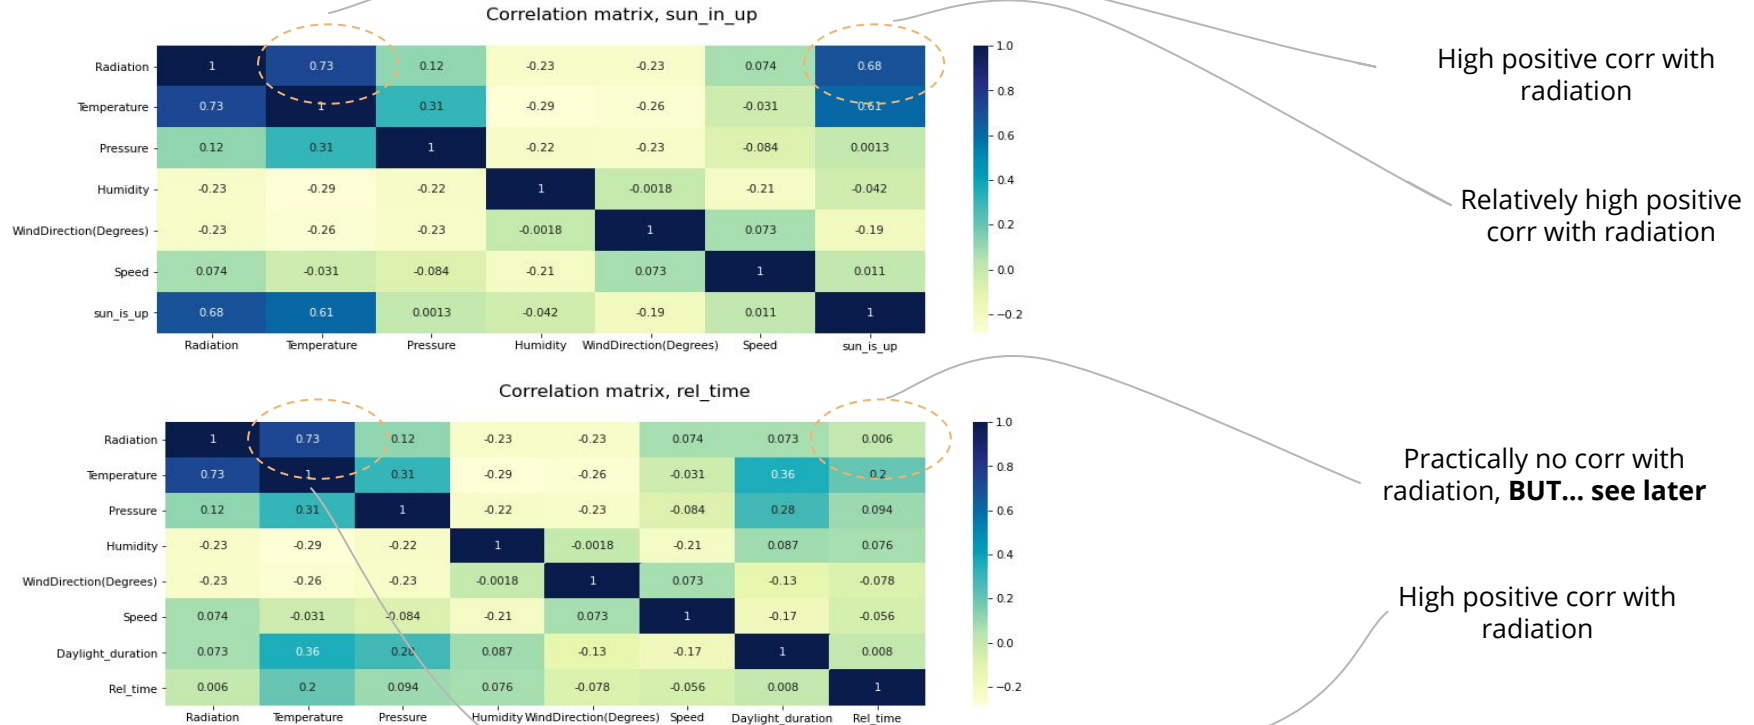 Correlation matrix, sun_in_up
Radiation 1 0.73 0.12 -0.23 -0.23 0.074 0.68
Temperature 0.73 1 0.31 -0.29 -0.26 -0.031 0.61
Pressure 0.12 0.31 1 -0.22 -0.23 -0.084 0.0013
Humidity -0.23 -0.29 -0.22 1 -0.0018 -0.21 -0.042
WindDirection(Degrees) -0.23 -0.26 -0.23 -0.0018 1 0.073 -0.19
Speed 0.074 -0.031 -0.084 -0.21 0.073 1 0.011
sun_is_up 0.68 0.61 0.0013 -0.042 -0.19 0.011 1
Radiation Temperature Pressure Humidity WindDirection(Degrees) Speed sun_is_up
1.0
0.8
0.6
0.4
0.2
0.0
−0.2
High positive corr with
radiation
Relatively high positive
corr with radiation
Correlation matrix, rel_time
Radiation 1 0.73 0.12 -0.23 -0.23 0.074 0.073 0.006
Temperature 0.73 1 0.31 -0.29 -0.26 -0.031 0.36 0.2
Pressure 0.12 0.31 1 -0.22 -0.23 -0.084 0.28 0.094
Humidity -0.23 -0.29 -0.22 1 -0.0018 -0.21 0.087 0.076
WindDirection(Degrees) -0.23 -0.26 -0.23 -0.0018 1 0.073 -0.13 -0.078
Speed 0.074 -0.031 -0.084 -0.21 0.073 1 -0.17 -0.056
Daylight_duration 0.073 0.36 0.28 0.087 -0.13 -0.17 1 0.008
Rel_time 0.006 0.2 0.094 0.076 -0.078 -0.056 0.008 1
Radiation Temperature Pressure Humidity WindDirection(Degrees) Speed Daylight_duration Rel_time
1.0
0.8
0.6
0.4
0.2
0.0
−0.2
Practically no corr with
radiation, BUT... see later
High positive corr with
radiation